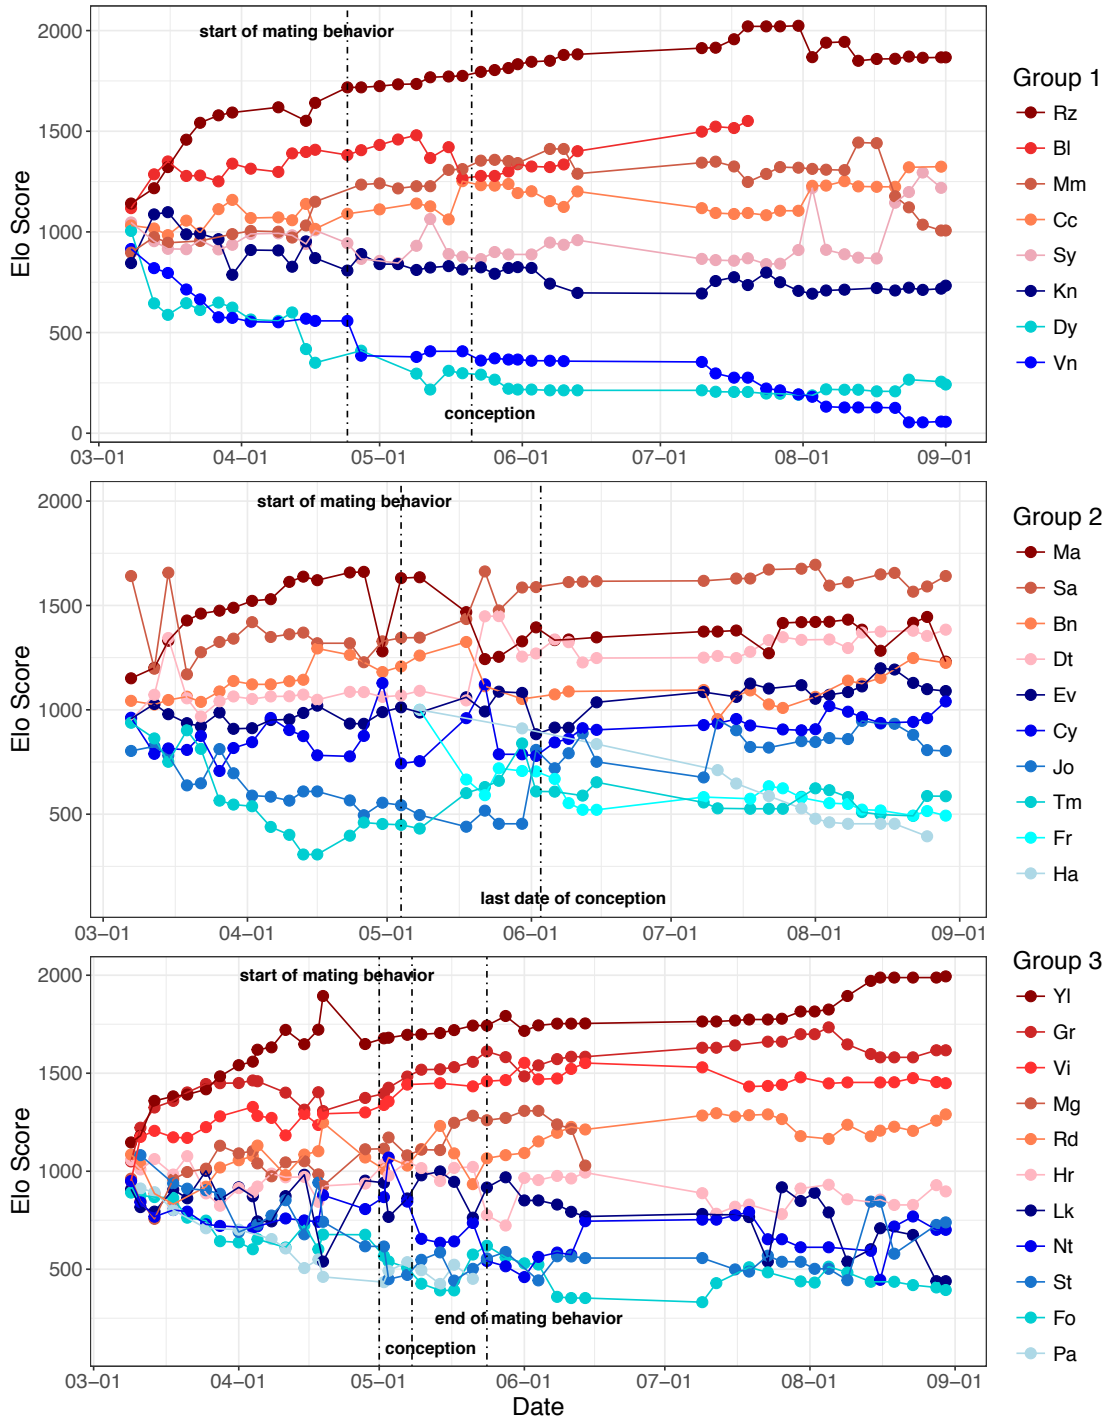 start of mating behavior
2000
1500
1000
500
0
Elo Score
conception
03−01
04−01
05−01
06−01
07−01
08−01
09−01
Group 1
Rz
Bl
Mm
Cc
Sy
Kn
Dy
Vn
start of mating behavior
2000
1500
1000
500
Elo Score
last date of conception
03−01
04−01
05−01
06−01
07−01
08−01
09−01
Group 2
Ma
Sa
Bn
Dt
Ev
Cy
Jo
Tm
Fr
Ha
start of mating behavior
2000
1500
1000
500
Elo Score
end of mating behavior
conception
03−01
04−01
05−01
06−01
07−01
08−01
09−01
Date
Group 3
Yl
Gr
Vi
Mg
Rd
Hr
Lk
Nt
St
Fo
Pa